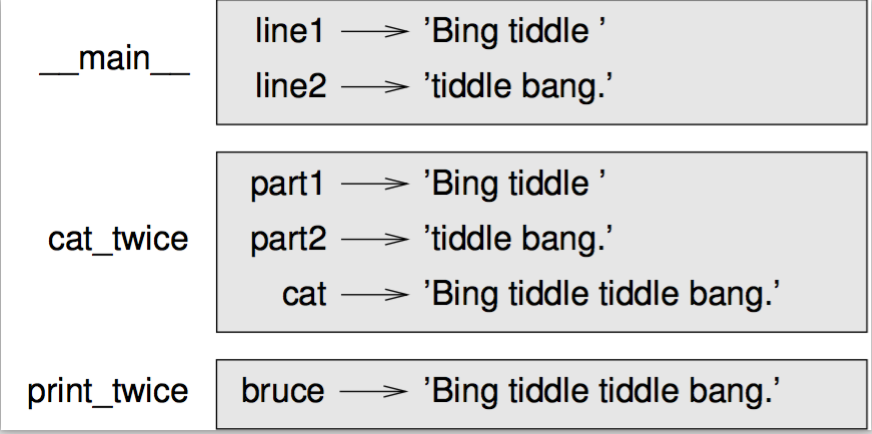 line1 ’Bing tiddle ’
__main__
line2 ’tiddle bang.’
part1 ’Bing tiddle ’
cat_twice part2 ’tiddle bang.’
cat ’Bing tiddle tiddle bang.’
print_twice bruce ’Bing tiddle tiddle bang.’